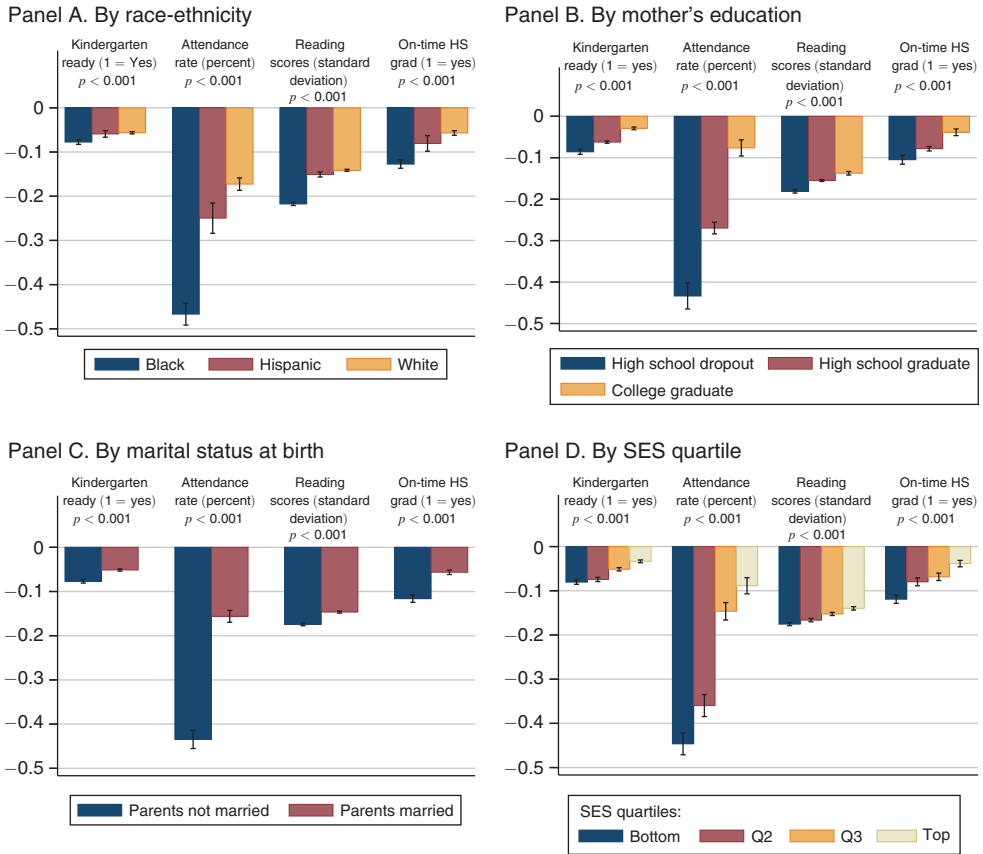 Panel A. By race-ethnicity
Kindergarten
ready (1 = Yes)
p < 0.001
Attendance
rate (percent)
p < 0.001
Reading
scores (standard
deviation)
p < 0.001
On-time HS
grad (1 = yes)
p < 0.001
0
−0.1
−0.2
−0.3
−0.4
−0.5
Black
Hispanic
White
Panel B. By mother’s education
Kindergarten
ready (1 = yes)
p < 0.001
Attendance
rate (percent)
p < 0.001
Reading
scores (standard
deviation)
p < 0.001
On-time HS
grad (1 = yes)
p < 0.001
0
−0.1
−0.2
−0.3
−0.4
−0.5
High school dropout
High school graduate
College graduate
Panel C. By marital status at birth
Kindergarten
ready (1 = yes)
p < 0.001
Attendance
rate (percent)
p < 0.001
Reading
scores (standard
deviation)
p < 0.001
On-time HS
grad (1 = yes)
p < 0.001
0
−0.1
−0.2
−0.3
−0.4
−0.5
Parents not married
Parents married
Panel D. By SES quartile
Kindergarten
ready (1 = yes)
p < 0.001
Attendance
rate (percent)
p < 0.001
Reading
scores (standard
deviation)
p < 0.001
On-time HS
grad (1 = yes)
p < 0.001
0
−0.1
−0.2
−0.3
−0.4
−0.5
SES quartiles:
Bottom
Q2
Q3
Top